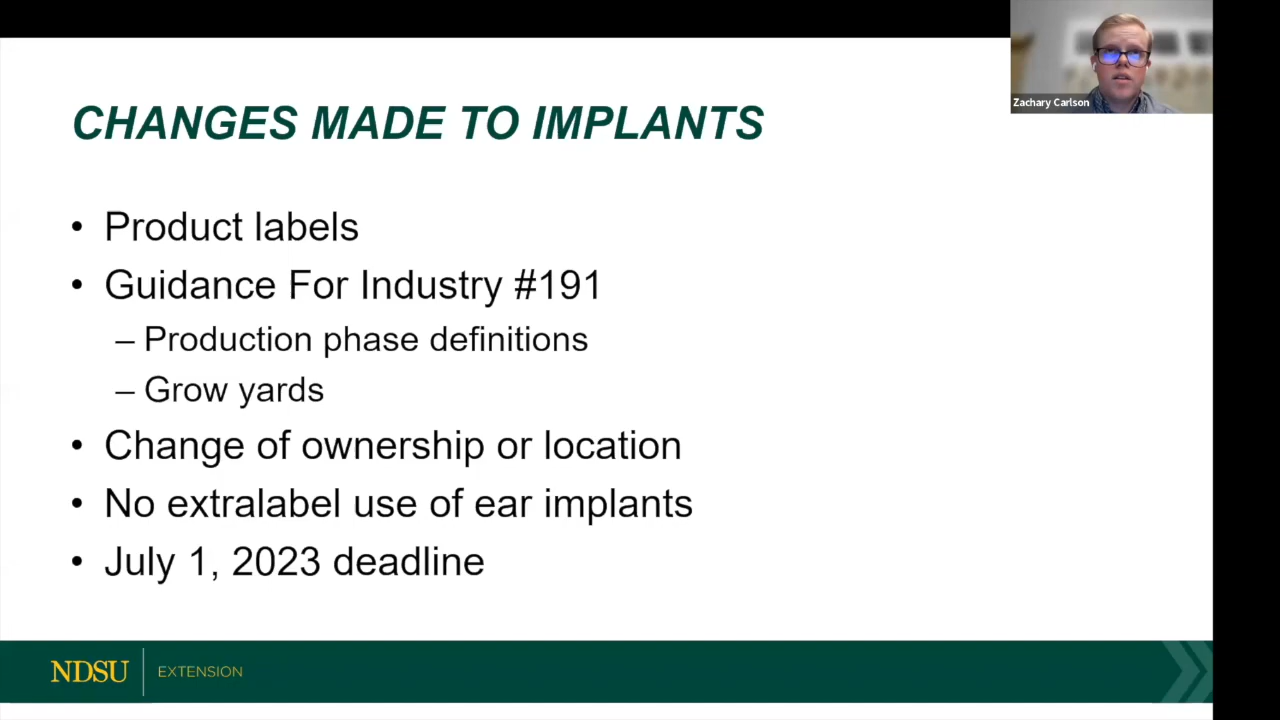 Zachary Carlson
CHANGES MADE TO IMPLANTS
• Product labels
• Guidance For Industry #191
– Production phase definitions
– Grow yards
• Change of ownership or location
• No extralabel use of ear implants
• July 1, 2023 deadline
NDSU EXTENSION